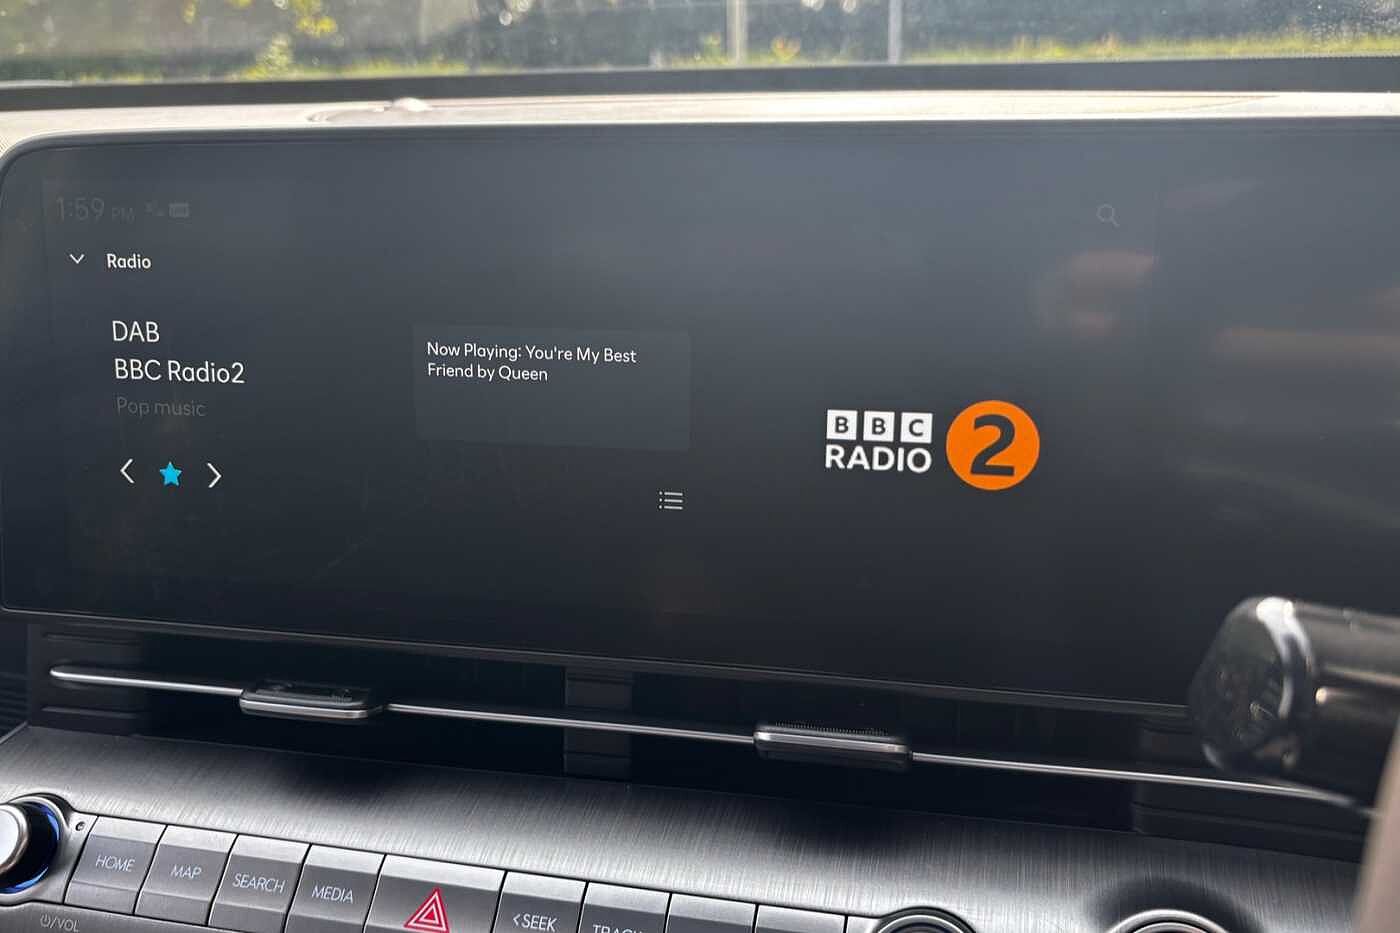 1:59 PM
Radio
DAB
BBC Radio2
Pop music
Now Playing: You're My Best
Friend by Queen
BBC
RADIO 2
HOME
MAP
SEARCH
MEDIA
<SEEK
⏻/VOL